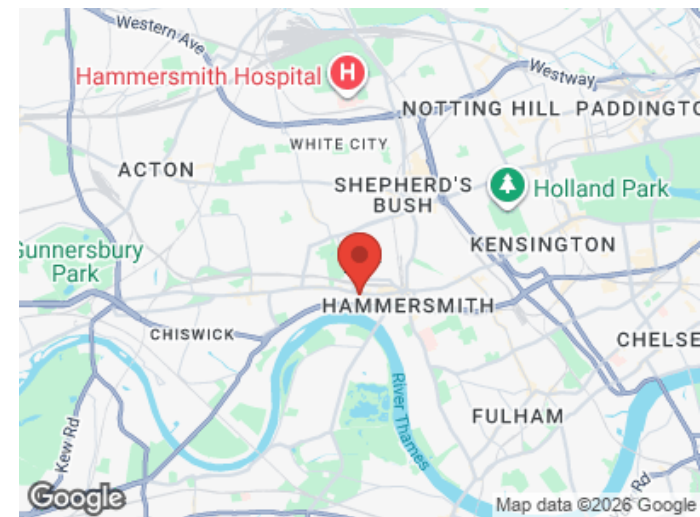 Western Ave
Hammersmith Hospital
H
Westway
NOTTING HILL
PADDINGTO
WHITE CITY
ACTON
SHEPHERD'S
BUSH
Holland Park
Gunnersbury
Park
KENSINGTON
HAMMERSMITH
CHISWICK
CHELSE
River Thames
FULHAM
Kew Rd
Rd
Google
Map data ©2026 Google